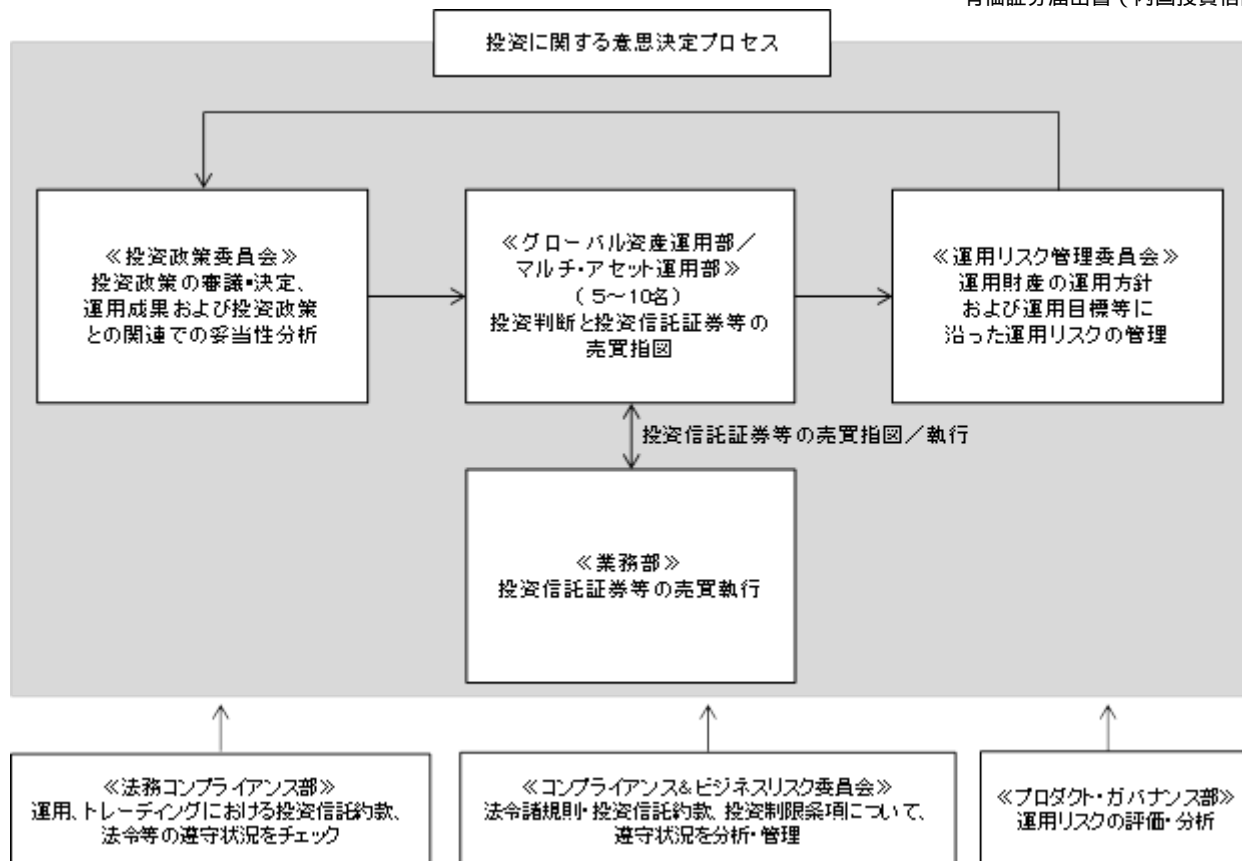 投資に関する意思決定プロセス
≪投資政策委員会≫
投資政策の審議・決定、
運用成果および投資政策
との関連での妥当性分析
≪グローバル資産運用部／
マルチ・アセット運用部≫
（５～10名）
投資判断と投資信託証券等の
売買指図
≪運用リスク管理委員会≫
運用財産の運用方針
および運用目標等に
沿った運用リスクの管理
投資信託証券等の売買指図／執行
≪業務部≫
投資信託証券等の売買執行
≪法務コンプライアンス部≫
運用、トレーディングにおける投資信託約款、
法令等の遵守状況をチェック
≪コンプライアンス&ビジネスリスク委員会≫
法令諸規則・投資信託約款、投資制限条項について、
遵守状況を分析・管理
≪プロダクト・ガバナンス部≫
運用リスクの評価・分析